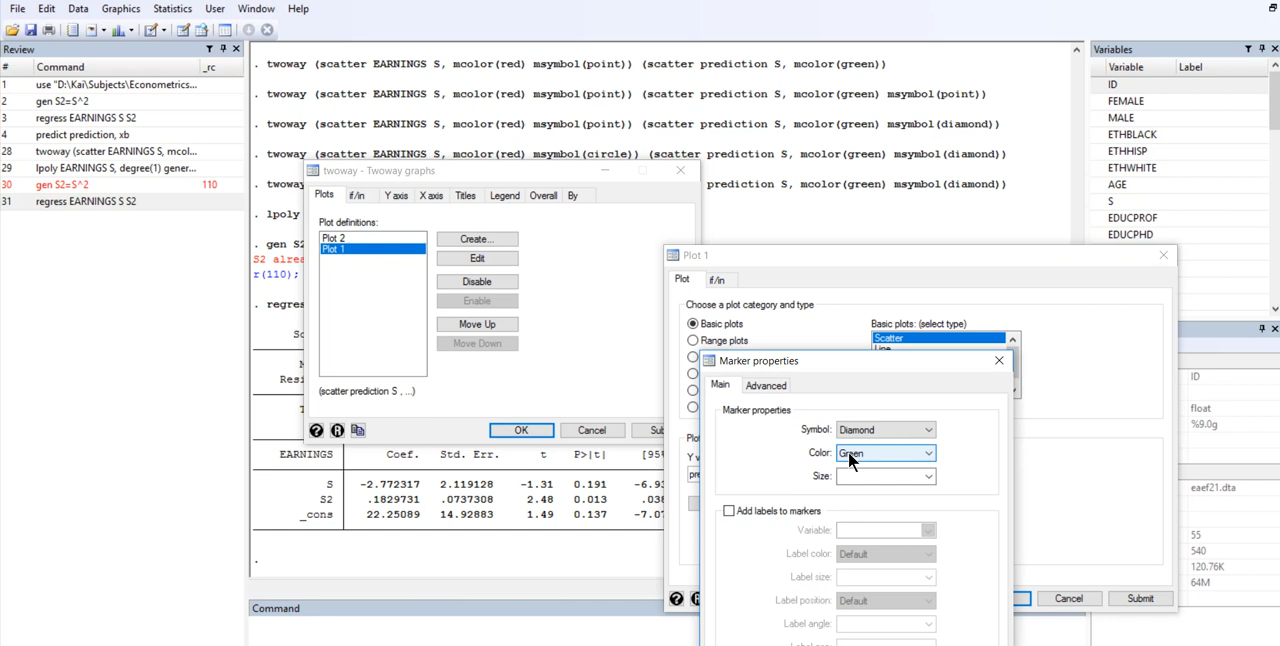 File Edit Data Graphics Statistics User Window Help
Review
# Command _rc
1 use "D:\Kai\Subjects\Econometrics...
2 gen S2=S^2
3 regress EARNINGS S S2
4 predict prediction, xb
28 twoway (scatter EARNINGS S, mcol...
29 lpoly EARNINGS S, degree(1) gener...
30 gen S2=S^2 110
31 regress EARNINGS S S2
. twoway (scatter EARNINGS S, mcolor(red) msymbol(point)) (scatter prediction S, mcolor(green))
. twoway (scatter EARNINGS S, mcolor(red) msymbol(point)) (scatter prediction S, mcolor(green) msymbol(point))
. twoway (scatter EARNINGS S, mcolor(red) msymbol(point)) (scatter prediction S, mcolor(green) msymbol(diamond))
. twoway (scatter EARNINGS S, mcolor(red) msymbol(circle)) (scatter prediction S, mcolor(green) msymbol(diamond))
. twoway prediction S, mcolor(green) msymbol(diamond))
. lpoly
. gen S2
S2 alrea
r(110);
. regres
EARNINGS Coef. Std. Err. t P>|t| [95%
S -2.772317 2.119128 -1.31 0.191 -6.93
S2 .1829731 .0737308 2.48 0.013 .038
_cons 22.25089 14.92883 1.49 0.137 -7.07
.
Command
twoway - Twoway graphs
Plots if/in Y axis X axis Titles Legend Overall By
Plot definitions:
Plot 2
Plot 1
Create...
Edit
Disable
Enable
Move Up
Move Down
(scatter prediction S , ...)
OK Cancel Sub
Plot 1
Plot if/in
Choose a plot category and type
Basic plots
Range plots
Basic plots: (select type)
Scatter
Line
Plo
Y v
pre
Cancel Submit
Marker properties
Main Advanced
Marker properties
Symbol: Diamond
Color: Green
Size:
Add labels to markers
Variable:
Label color: Default
Label size:
Label position: Default
Label angle:
Variables
Variable Label
ID
FEMALE
MALE
ETHBLACK
ETHHISP
ETHWHITE
AGE
S
EDUCPROF
EDUCPHD
ID
float
%9.0g
eaef21.dta
55
540
120.76K
64M